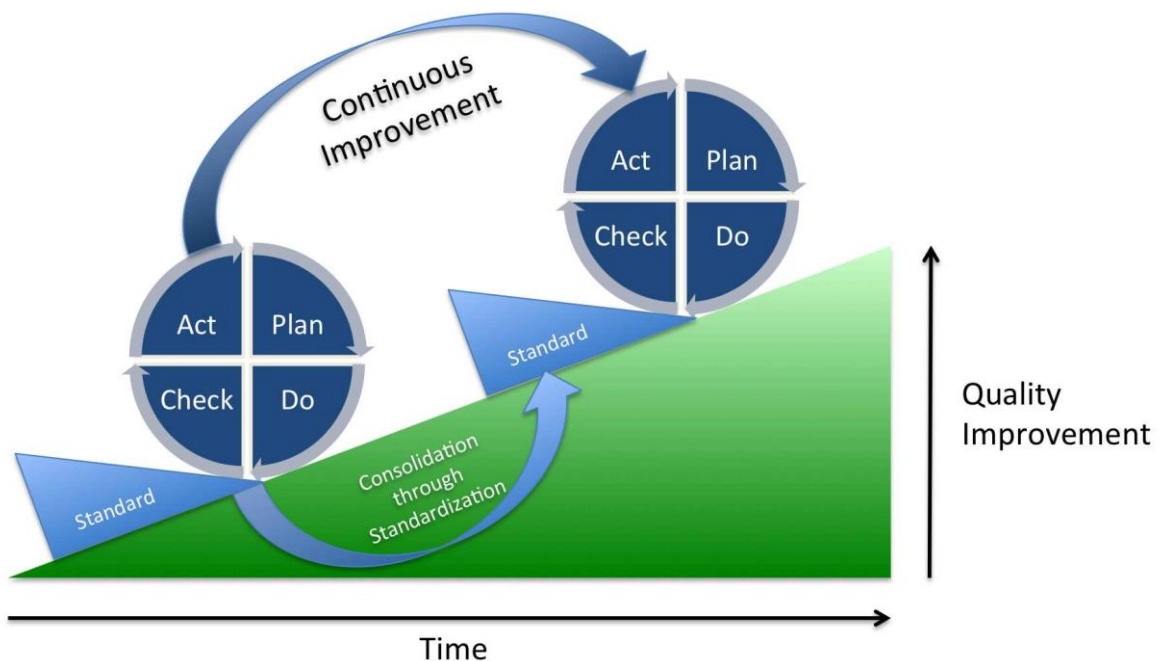 Continuous
Improvement
Act
Plan
Check
Do
Act
Plan
Check
Do
Standard
Standard
Consolidation
through
Standardization
Quality
Improvement
Time